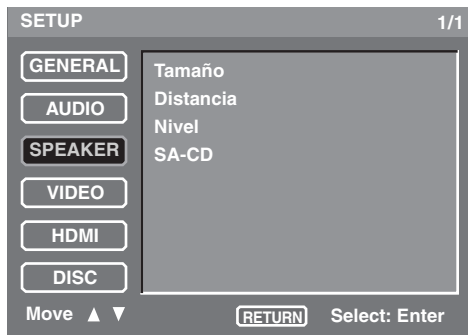 SETUP 1/1
GENERAL
AUDIO
SPEAKER
VIDEO
HDMI
DISC
Tamaño
Distancia
Nivel
SA-CD
Move ▲ ▼ RETURN Select: Enter